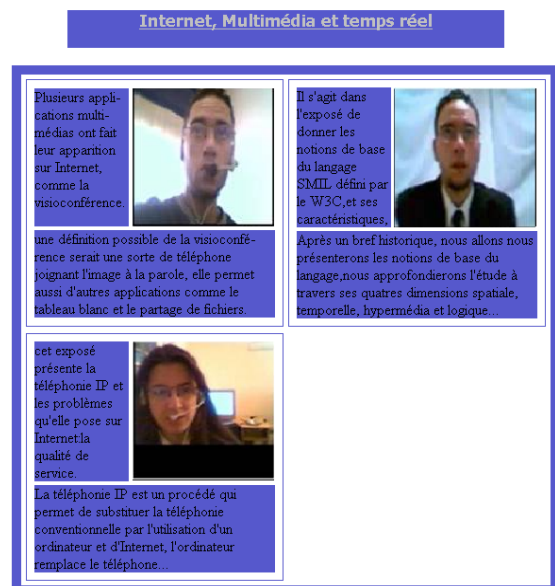 Internet, Multimédia et temps réel
Plusieurs appli-
cations multi-
médias ont fait
leur apparition
sur Internet,
comme la
visioconférence.
une définition possible de la visioconfé-
rence serait une sorte de téléphone
joignant l'image à la parole, elle permet
aussi d'autres applications comme le
tableau blanc et le partage de fichiers.
Il s'agit dans
l'exposé de
donner les
notions de base
du langage
SMIL défini par
le W3C,et ses
caractéristiques,
Après un bref historique, nous allons nous
présenterons les notions de base du
langage,nous approfondierons l'étude à
travers ses quatres dimensions spatiale,
temporelle, hypermédia et logique...
cet exposé
présente la
téléphonie IP et
les problèmes
qu'elle pose sur
Internet:la
qualité de
service.
La téléphonie IP est un procédé qui
permet de substituer la téléphonie
conventionnelle par l'utilisation d'un
ordinateur et d'Internet, l'ordinateur
remplace le téléphone...